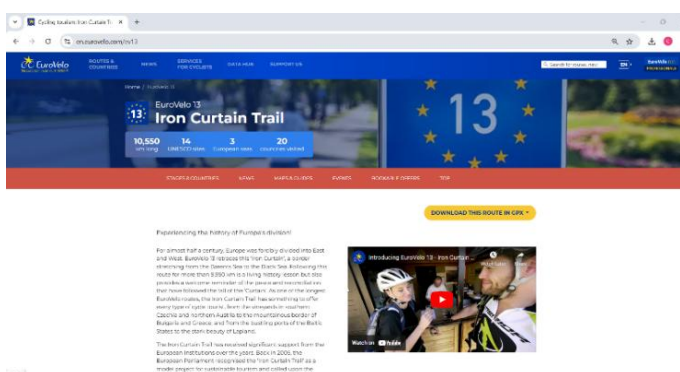 Cycling tourism: Iron Curtain Tr
en.eurovelo.com/ev13
EuroVelo
ROUTES & COUNTRIES
NEWS
SERVICES FOR CYCLISTS
DATA HUB
SUPPORT US
Search for routes,
EN
EuroVelo
Home / EuroVelo 13
13
EuroVelo 13
Iron Curtain Trail
10,550 km long
14 UNESCO sites
3 European seas
20 countries visited
13
STAGES & COUNTRIES
NEWS
MAPS & GUIDES
EVENTS
BOOKABLE OFFERS
TOP
DOWNLOAD THIS ROUTE IN GPX
Experiencing the history of Europe's division!
For almost half a century, Europe was forcibly divided into East
and West. EuroVelo 13 retraces this 'Iron Curtain', a border
stretching from the Barents Sea to the Black Sea. Following this
route for more than km is a living history lesson but also
provides a welcome reminder of the peace and reconciliation
that have followed the fall of the 'Curtain'. As one of the longest
EuroVelo routes, the Iron Curtain Trail has something to offer
every type of cycle tourist, from the vineyards in southern
Czechia and northern Austria to the mountainous border of
Bulgaria and Greece, and from the bustling ports of the Baltic
States to the stark beauty of Lapland.
The Iron Curtain Trail has received significant support from the
European institutions over the years. Back in 2005, the
European Parliament recognised the 'Iron Curtain Trail' as a
model project for sustainable tourism and called upon the
Introducing EuroVelo 13 - Iron Curtain ...
Watch on YouTube